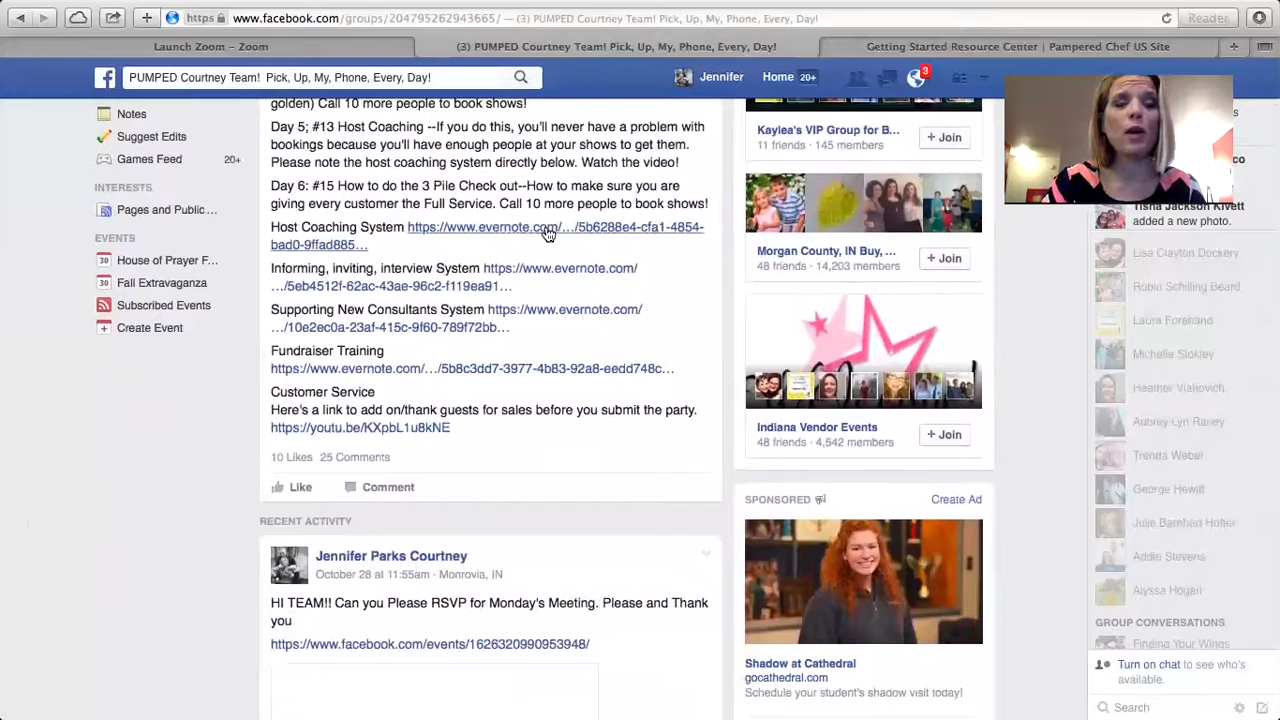 https www.facebook.com/groups/204795262943665/ — (3) PUMPED Courtney Team! Pick, Up, My, Phone, Every, Day!
Reader
Launch Zoom – Zoom
(3) PUMPED Courtney Team! Pick, Up, My, Phone, Every, Day!
Getting Started Resource Center | Pampered Chef US Site
PUMPED Courtney Team! Pick, Up, My, Phone, Every, Day!
Jennifer
Home 20+
3
Notes
Suggest Edits
Games Feed 20+
INTERESTS
Pages and Public ...
EVENTS
30 House of Prayer F...
30 Fall Extravaganza
Subscribed Events
Create Event
golden) Call 10 more people to book shows!
Day 5; #13 Host Coaching --If you do this, you'll never have a problem with
bookings because you'll have enough people at your shows to get them.
Please note the host coaching system directly below. Watch the video!
Day 6: #15 How to do the 3 Pile Check out--How to make sure you are
giving every customer the Full Service. Call 10 more people to book shows!
Host Coaching System https://www.evernote.com/.../5b6288e4-cfa1-4854-
bad0-9ffad885...
Informing, inviting, interview System https://www.evernote.com/
.../5eb4512f-62ac-43ae-96c2-f119ea91...
Supporting New Consultants System https://www.evernote.com/
.../10e2ec0a-23af-415c-9f60-789f72bb...
Fundraiser Training
https://www.evernote.com/.../5b8c3dd7-3977-4b83-92a8-eedd748c...
Customer Service
Here's a link to add on/thank guests for sales before you submit the party.
https://youtu.be/KXpbL1u8kNE
10 Likes 25 Comments
Like Comment
RECENT ACTIVITY
Jennifer Parks Courtney
October 28 at 11:55am · Monrovia, IN
HI TEAM!! Can you Please RSVP for Monday's Meeting. Please and Thank
you
https://www.facebook.com/events/1626320990953948/
Kaylea's VIP Group for B...
11 friends · 145 members
+ Join
Morgan County, IN Buy, ...
48 friends · 14,203 members
+ Join
Indiana Vendor Events
48 friends · 4,542 members
+ Join
SPONSORED
Create Ad
Shadow at Cathedral
gocathedral.com
Schedule your student's shadow visit today!
Tisha Jackson Kivett
added a new photo.
Lisa Clayton Dockery
Robin Schilling Beard
Laura Forehand
Michelle Stokley
Heather Vlahovich
Aubrey Lyn Raney
Trenda Weber
George Hewitt
Julie Barnhart Hoffer
Addie Stevens
Alyssa Hogan
GROUP CONVERSATIONS
Finding Your Wings
Turn on chat to see who's
available.
Search